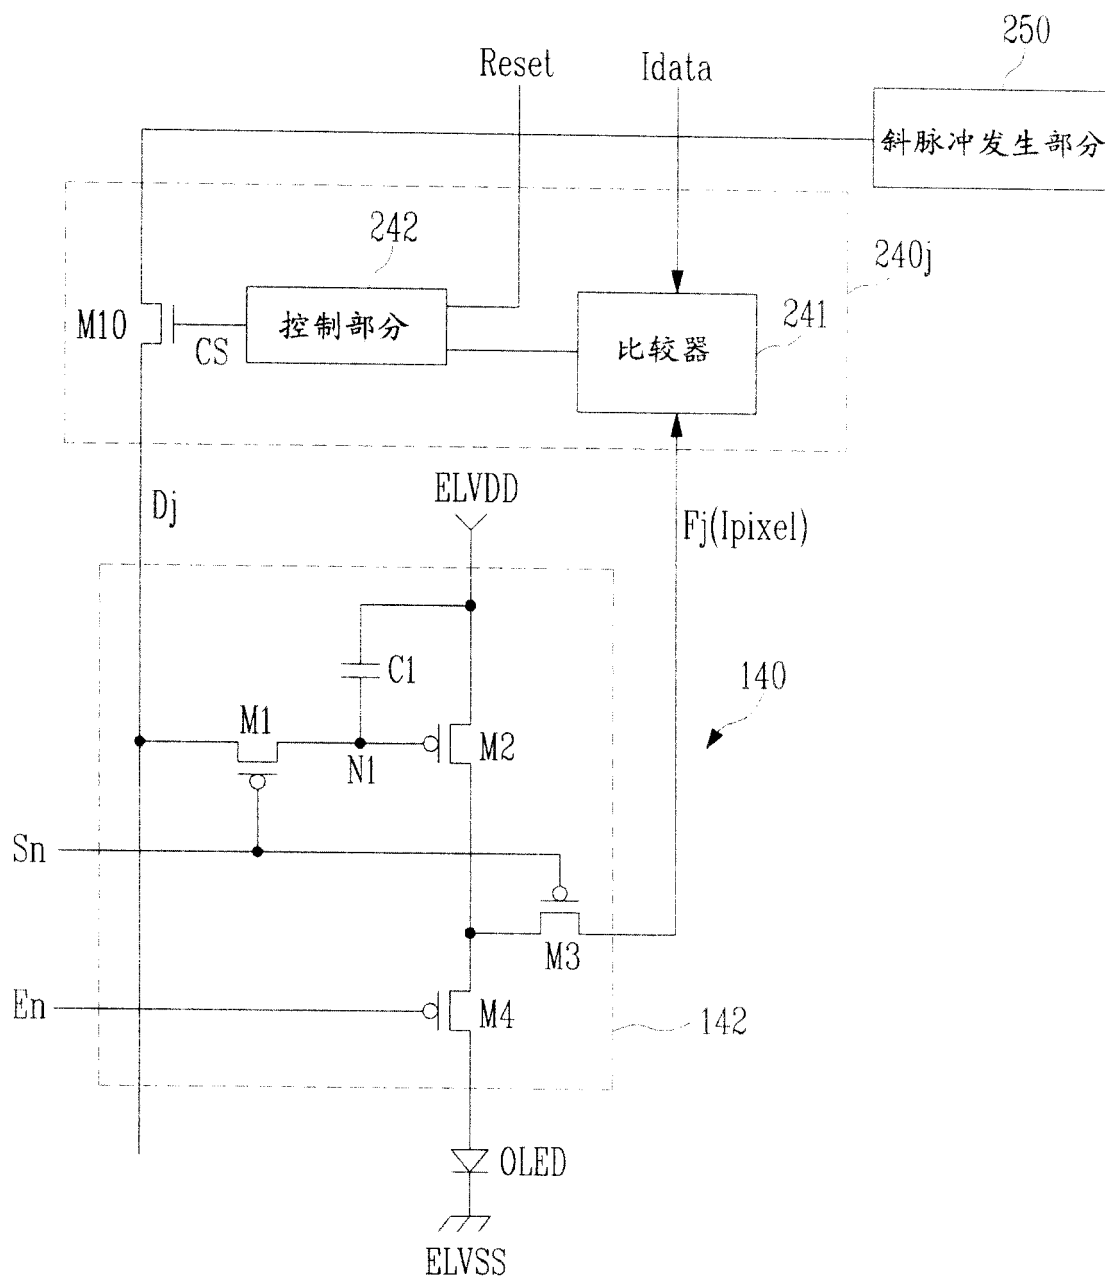 250
Reset
Idata
斜脉冲发生部分
242
240j
M10
CS
控制部分
比较器
241
Dj
ELVDD
Fj(Ipixel)
C1
140
M1
N1
M2
Sn
M3
En
M4
142
OLED
ELVSS